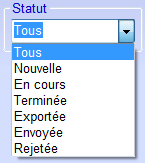 Statut
Tous
Tous
Nouvelle
En cours
Terminée
Exportée
Envoyée
Rejetée